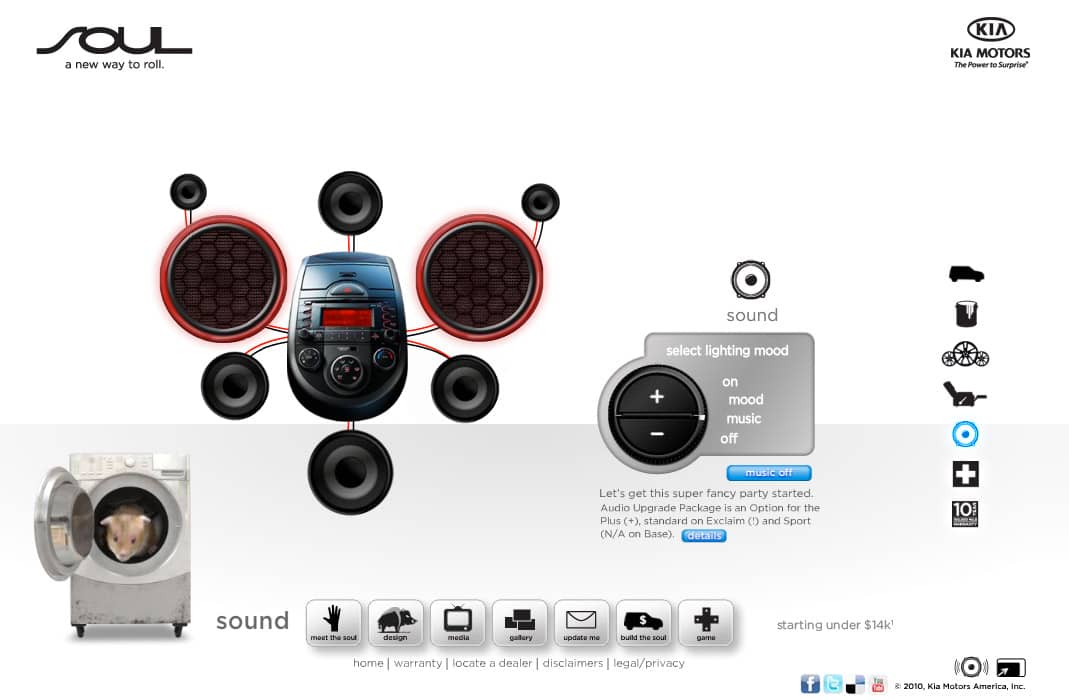 SOUL
a new way to roll.
KIA
KIA MOTORS
The Power to Surprise®
sound
select lighting mood
+
on
mood
music
−
off
music off
Let's get this super fancy party started.
Audio Upgrade Package is an Option for the
Plus (+), standard on Exclaim (!) and Sport
(N/A on Base). details
10 YEAR
sound
meet the soul
design
media
gallery
update me
$
build the soul
game
starting under $14k¹
home | warranty | locate a dealer | disclaimers | legal/privacy
f
t
You
Tube
© 2010, Kia Motors America, Inc.